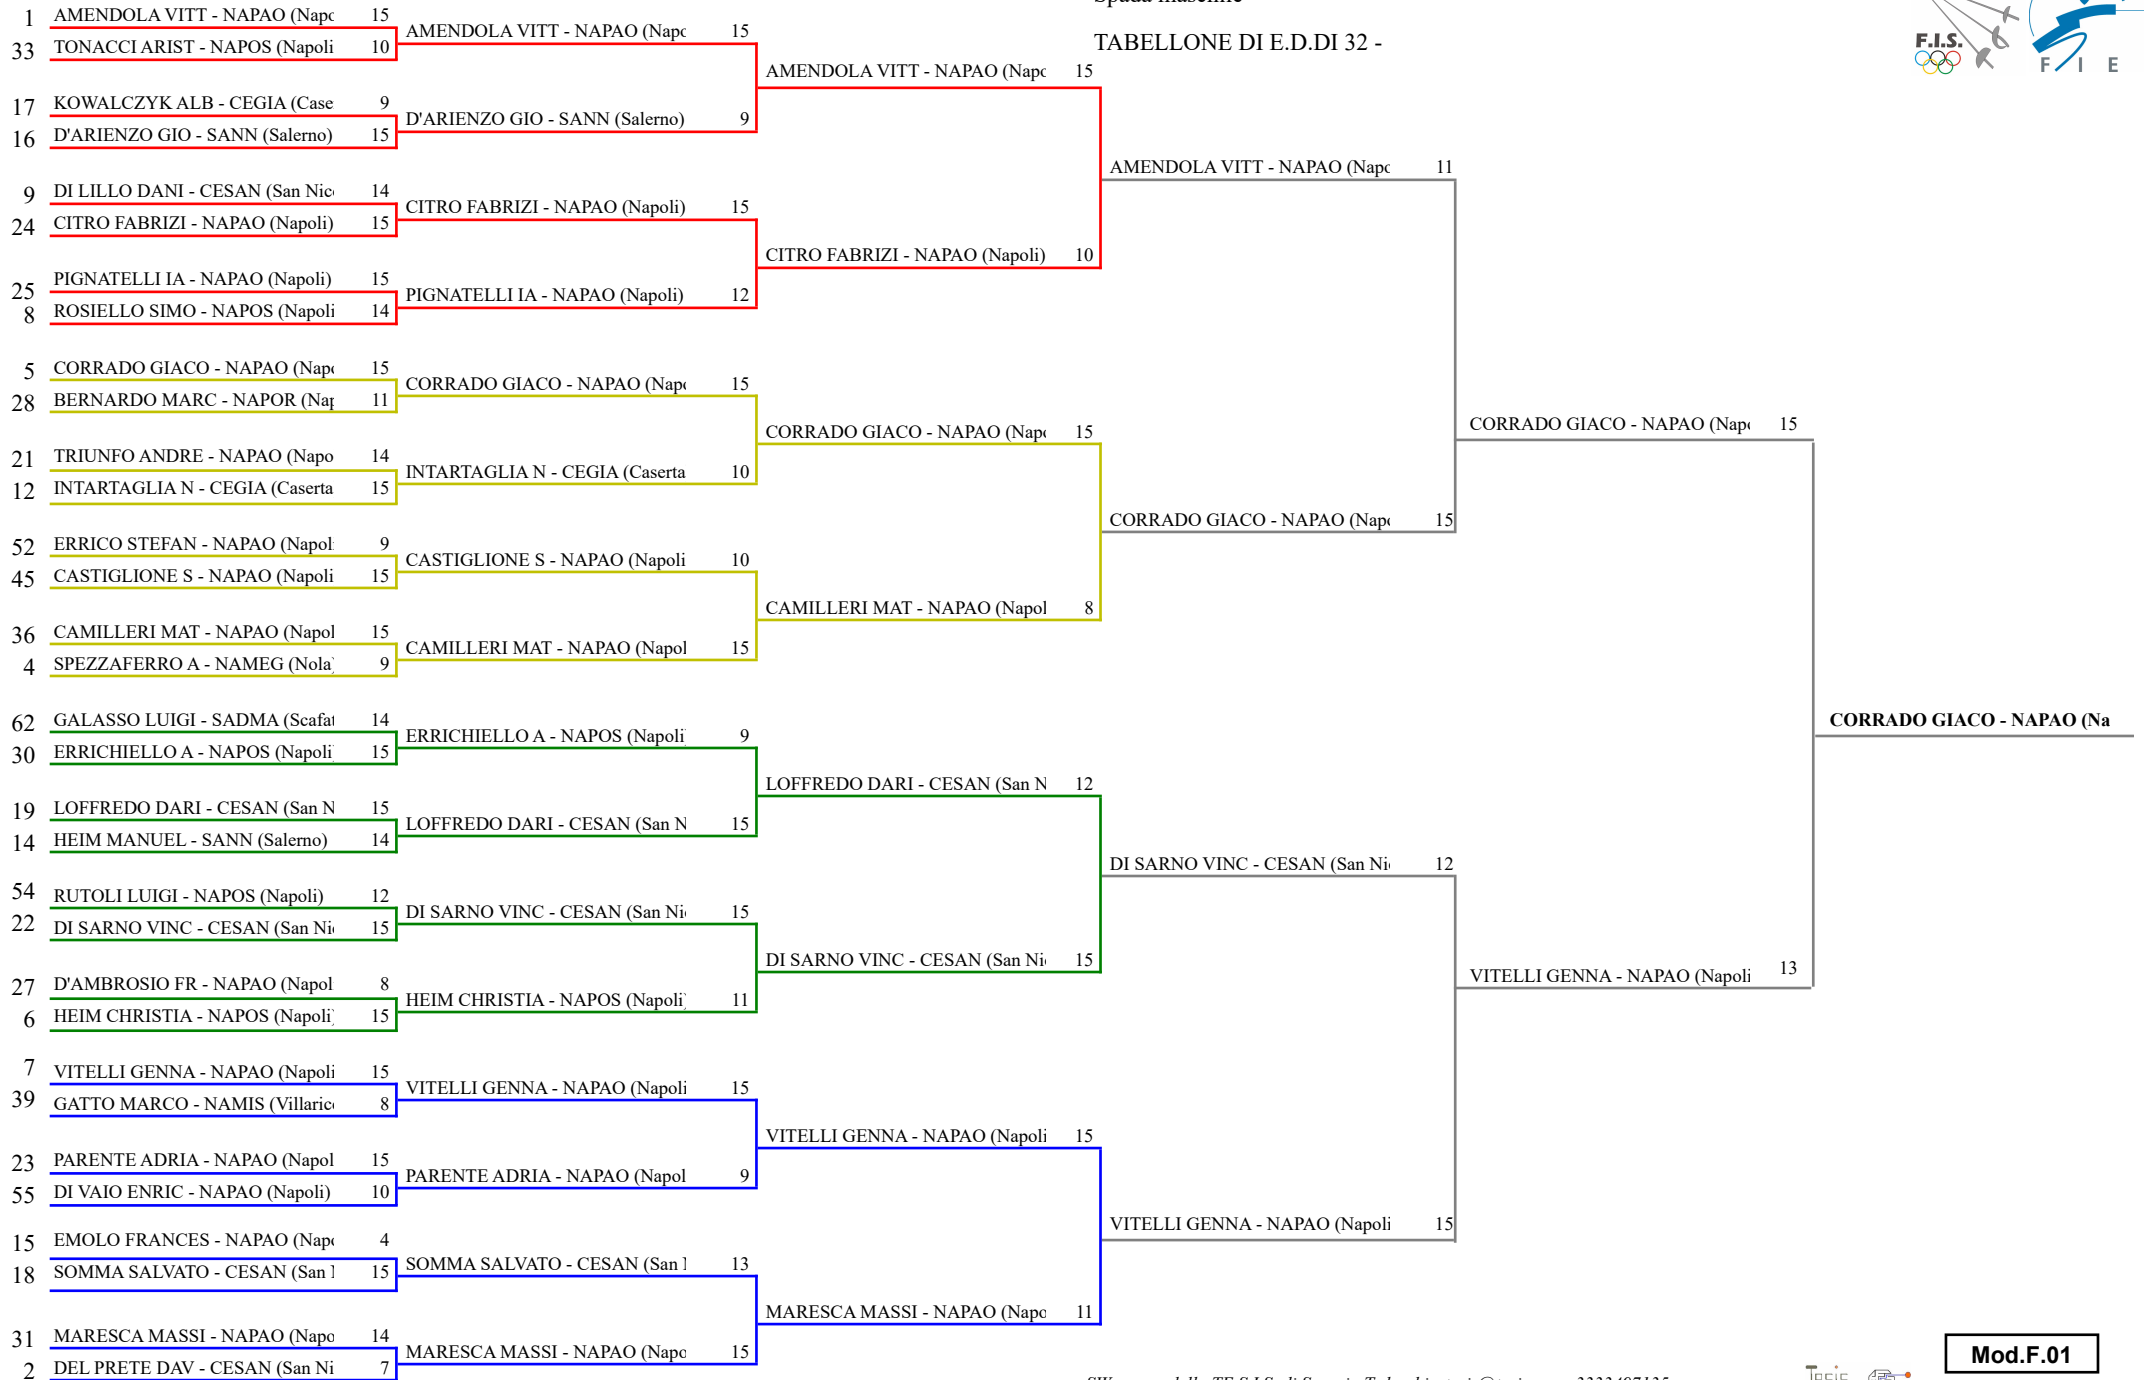 TABELLONE DI E.D.DI 32 -
F.I.S.
F I E
1 AMENDOLA VITT - NAPAO (Napo 15
33 TONACCI ARIST - NAPOS (Napoli 10
17 KOWALCZYK ALB - CEGIA (Case 9
16 D'ARIENZO GIO - SANN (Salerno) 15
9 DI LILLO DANI - CESAN (San Nic 14
24 CITRO FABRIZI - NAPAO (Napoli) 15
25 PIGNATELLI IA - NAPAO (Napoli) 15
8 ROSIELLO SIMO - NAPOS (Napoli 14
5 CORRADO GIACO - NAPAO (Nap 15
28 BERNARDO MARC - NAPOR (Nap 11
21 TRIUNFO ANDRE - NAPAO (Napo 14
12 INTARTAGLIA N - CEGIA (Caserta 15
52 ERRICO STEFAN - NAPAO (Napol 9
45 CASTIGLIONE S - NAPAO (Napoli 15
36 CAMILLERI MAT - NAPAO (Napol 15
4 SPEZZAFERRO A - NAMEG (Nola) 9
62 GALASSO LUIGI - SADMA (Scafat 14
30 ERRICHIELLO A - NAPOS (Napoli 15
19 LOFFREDO DARI - CESAN (San N 15
14 HEIM MANUEL - SANN (Salerno) 14
54 RUTOLI LUIGI - NAPOS (Napoli) 12
22 DI SARNO VINC - CESAN (San Ni 15
27 D'AMBROSIO FR - NAPAO (Napol 8
6 HEIM CHRISTIA - NAPOS (Napoli) 15
7 VITELLI GENNA - NAPAO (Napoli 15
39 GATTO MARCO - NAMIS (Villaric 8
23 PARENTE ADRIA - NAPAO (Napol 15
55 DI VAIO ENRIC - NAPAO (Napoli) 10
15 EMOLO FRANCES - NAPAO (Nap 4
18 SOMMA SALVATO - CESAN (San 15
31 MARESCA MASSI - NAPAO (Napo 14
2 DEL PRETE DAV - CESAN (San Ni 7
AMENDOLA VITT - NAPAO (Napo 15
D'ARIENZO GIO - SANN (Salerno) 9
CITRO FABRIZI - NAPAO (Napoli) 15
PIGNATELLI IA - NAPAO (Napoli) 12
CORRADO GIACO - NAPAO (Nap 15
INTARTAGLIA N - CEGIA (Caserta 10
CASTIGLIONE S - NAPAO (Napoli 10
CAMILLERI MAT - NAPAO (Napol 15
ERRICHIELLO A - NAPOS (Napoli 9
LOFFREDO DARI - CESAN (San N 15
DI SARNO VINC - CESAN (San Ni 15
HEIM CHRISTIA - NAPOS (Napoli) 11
VITELLI GENNA - NAPAO (Napoli 15
PARENTE ADRIA - NAPAO (Napol 9
SOMMA SALVATO - CESAN (San 13
MARESCA MASSI - NAPAO (Napo 15
AMENDOLA VITT - NAPAO (Napo 15
CITRO FABRIZI - NAPAO (Napoli) 10
CORRADO GIACO - NAPAO (Nap 15
CAMILLERI MAT - NAPAO (Napol 8
LOFFREDO DARI - CESAN (San N 12
DI SARNO VINC - CESAN (San Ni 15
VITELLI GENNA - NAPAO (Napoli 15
MARESCA MASSI - NAPAO (Napo 11
AMENDOLA VITT - NAPAO (Napo 11
CORRADO GIACO - NAPAO (Nap 15
DI SARNO VINC - CESAN (San Ni 12
VITELLI GENNA - NAPAO (Napoli 15
CORRADO GIACO - NAPAO (Nap 15
VITELLI GENNA - NAPAO (Napoli 13
CORRADO GIACO - NAPAO (Na
Mod.F.01